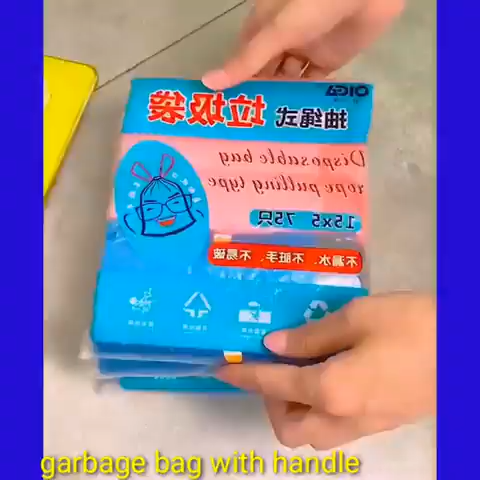 抽绳式 垃圾袋
Disposable bag
rope pulling type
15x5 75只
不漏水、不脏手、不易破
garbage bag with handle